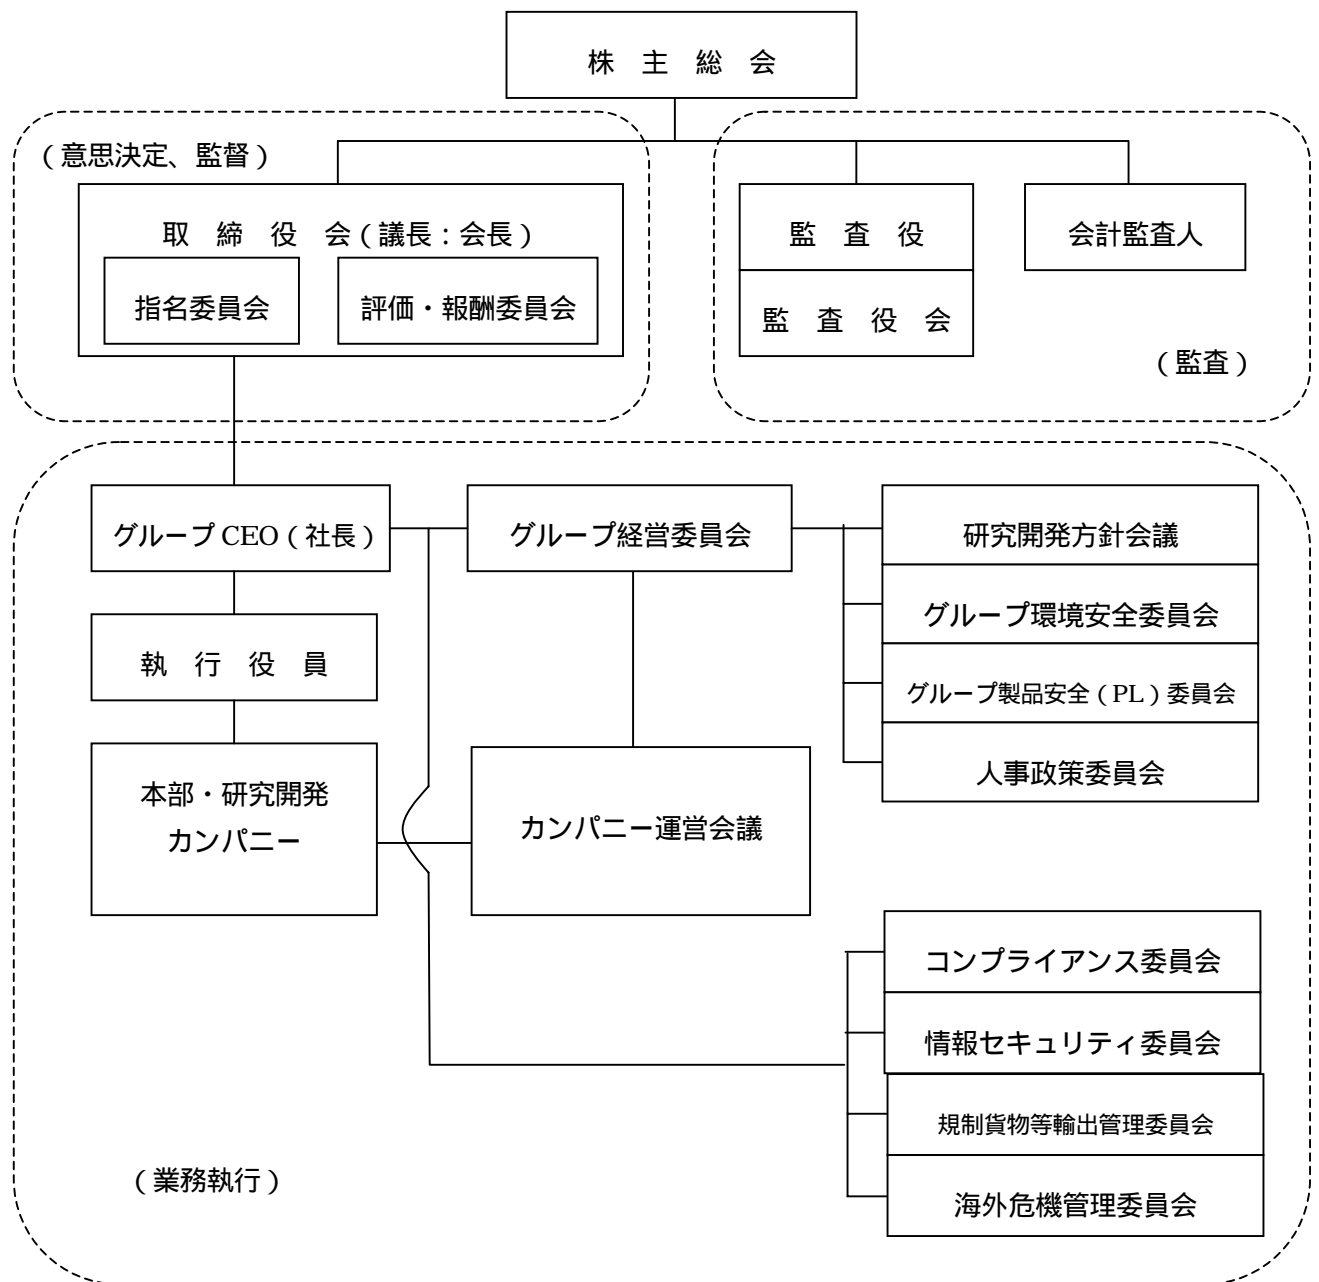 株　主　総　会
（意思決定、監督）
取　締　役　会（議長：会長）
指名委員会
評価・報酬委員会
監　査　役
監　査　役　会
会計監査人
（監査）
グループ CEO（社長）
グループ経営委員会
研究開発方針会議
グループ環境安全委員会
グループ製品安全（PL）委員会
人事政策委員会
執　行　役　員
本部・研究開発
カンパニー
カンパニー運営会議
コンプライアンス委員会
情報セキュリティ委員会
規制貨物等輸出管理委員会
海外危機管理委員会
（業務執行）